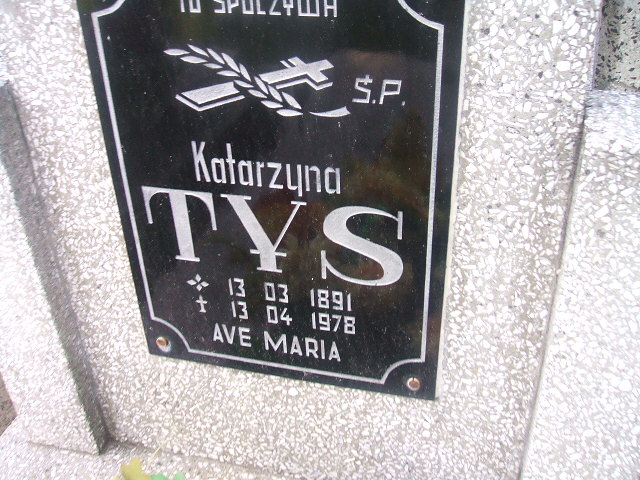 TU SPOCZYWA
Ś.P.
Katarzyna
TYS
13 03 1891
13 04 1978
AVE MARIA